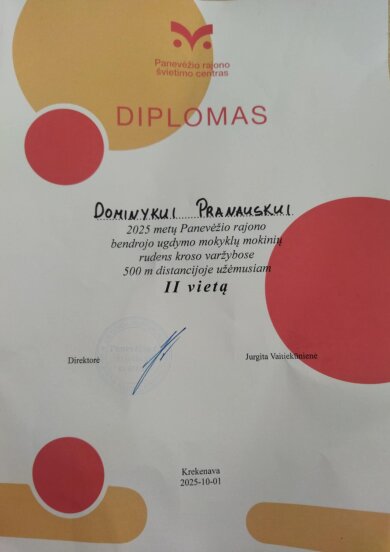 Panevėžio rajono
švietimo centras
DIPLOMAS
DOMINYKUI PRANAUSKUI
2025 metų Panevėžio rajono
bendrojo ugdymo mokyklų mokinių
rudens kroso varžybose
500 m distancijoje užėmusiam
II vietą
Direktorė Jurgita Vaitiekūnienė
Krekenava
2025-10-01